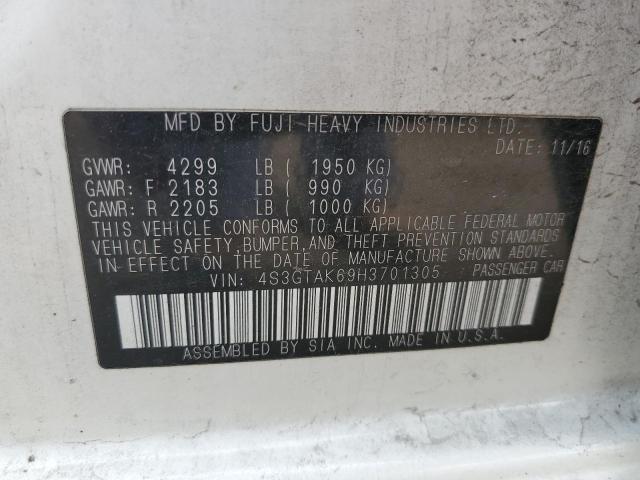 MFD BY FUJI HEAVY INDUSTRIES LTD.
DATE: 11/16
GVWR: 4299 LB ( 1950 KG)
GAWR: F 2183 LB ( 990 KG)
GAWR: R 2205 LB ( 1000 KG)
THIS VEHICLE CONFORMS TO ALL APPLICABLE FEDERAL MOTOR
VEHICLE SAFETY, BUMPER, AND THEFT PREVENTION STANDARDS
IN EFFECT ON THE DATE OF MANUFACTURE SHOWN ABOVE.
VIN: 4S3GTAK69H3701305 PASSENGER CAR
ASSEMBLED BY SIA INC. MADE IN U.S.A.